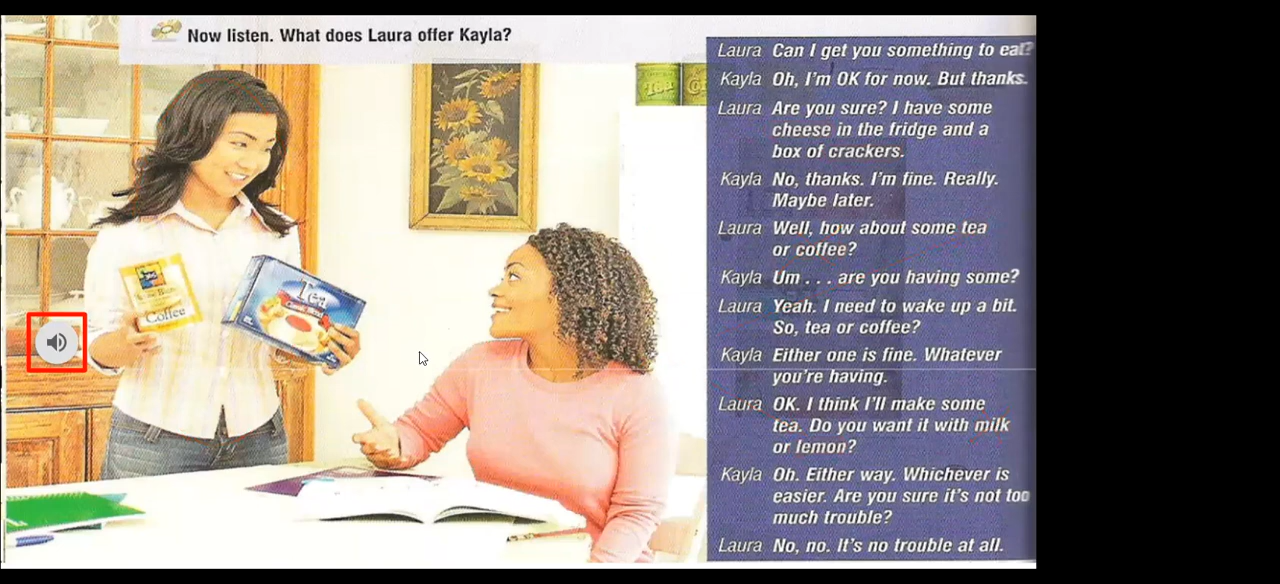 Now listen. What does Laura offer Kayla?
Laura Can I get you something to eat?
Kayla Oh, I'm OK for now. But thanks.
Laura Are you sure? I have some
cheese in the fridge and a
box of crackers.
Kayla No, thanks. I'm fine. Really.
Maybe later.
Laura Well, how about some tea
or coffee?
Kayla Um . . . are you having some?
Laura Yeah. I need to wake up a bit.
So, tea or coffee?
Kayla Either one is fine. Whatever
you're having.
Laura OK. I think I'll make some
tea. Do you want it with milk
or lemon?
Kayla Oh. Either way. Whichever is
easier. Are you sure it's not too
much trouble?
Laura No, no. It's no trouble at all.
Tea
Coffee
Tea